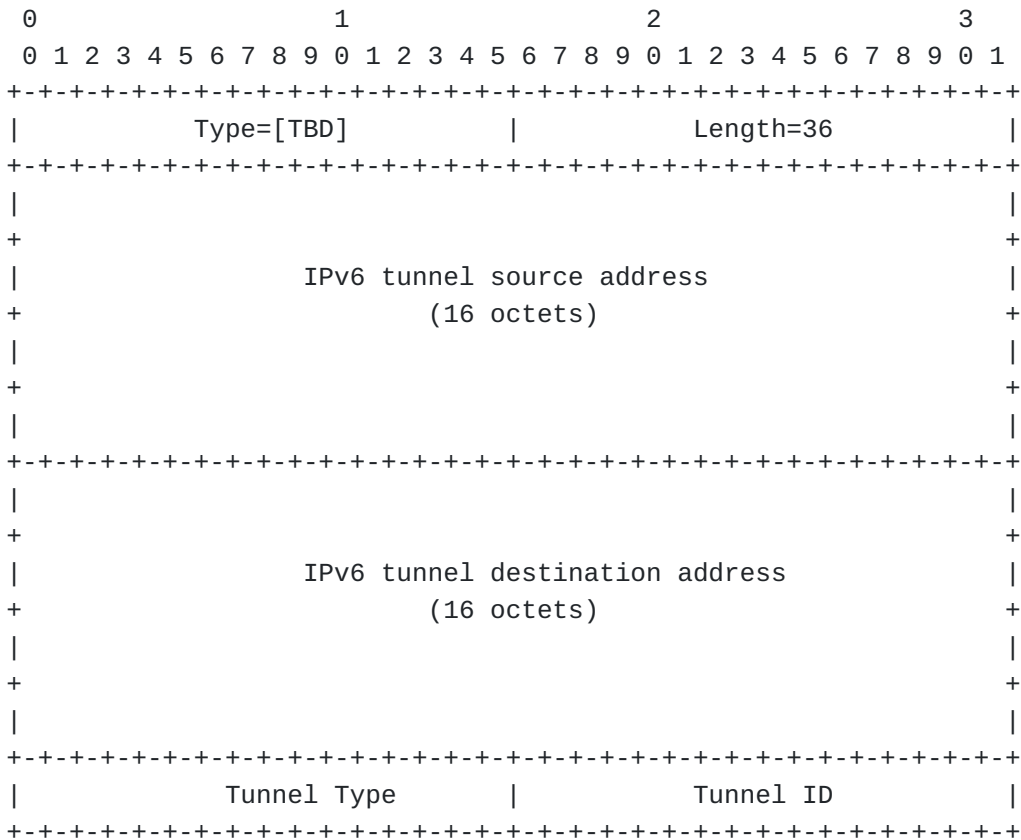 0                   1                   2                   3
 0 1 2 3 4 5 6 7 8 9 0 1 2 3 4 5 6 7 8 9 0 1 2 3 4 5 6 7 8 9 0 1
+-+-+-+-+-+-+-+-+-+-+-+-+-+-+-+-+-+-+-+-+-+-+-+-+-+-+-+-+-+-+-+-+
|           Type=[TBD]          |           Length=36           |
+-+-+-+-+-+-+-+-+-+-+-+-+-+-+-+-+-+-+-+-+-+-+-+-+-+-+-+-+-+-+-+-+
|                                                               |
+                                                               +
|                  IPv6 tunnel source address                   |
+                          (16 octets)                          +
|                                                               |
+                                                               +
|                                                               |
+-+-+-+-+-+-+-+-+-+-+-+-+-+-+-+-+-+-+-+-+-+-+-+-+-+-+-+-+-+-+-+-+
|                                                               |
+                                                               +
|                  IPv6 tunnel destination address              |
+                          (16 octets)                          +
|                                                               |
+                                                               +
|                                                               |
+-+-+-+-+-+-+-+-+-+-+-+-+-+-+-+-+-+-+-+-+-+-+-+-+-+-+-+-+-+-+-+-+
|             Tunnel Type       |           Tunnel ID           |
+-+-+-+-+-+-+-+-+-+-+-+-+-+-+-+-+-+-+-+-+-+-+-+-+-+-+-+-+-+-+-+-+